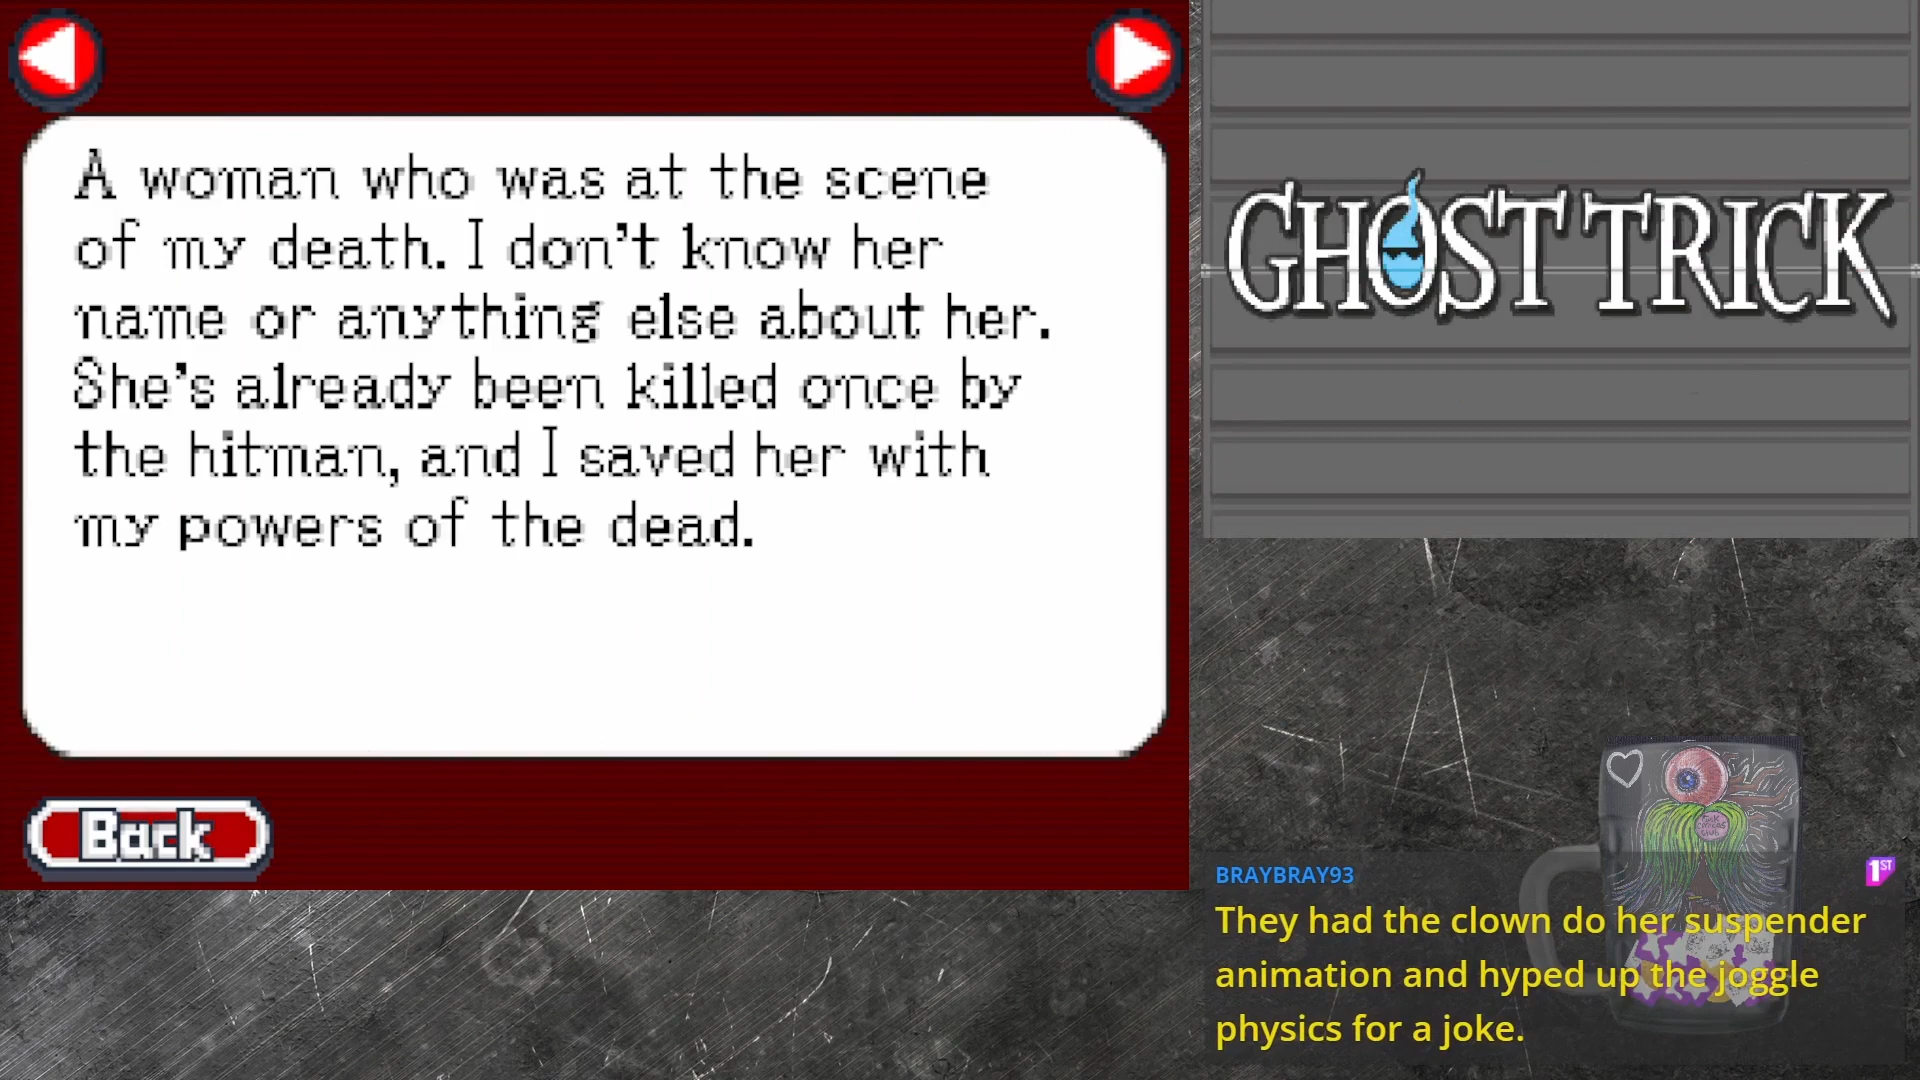 A woman who was at the scene
of my death. I don't know her
name or anything else about her.
She's already been killed once by
the hitman, and I saved her with
my powers of the dead.
Back
GHOST TRICK
BRAYBRAY93
1ST
They had the clown do her suspender
animation and hyped up the joggle
physics for a joke.